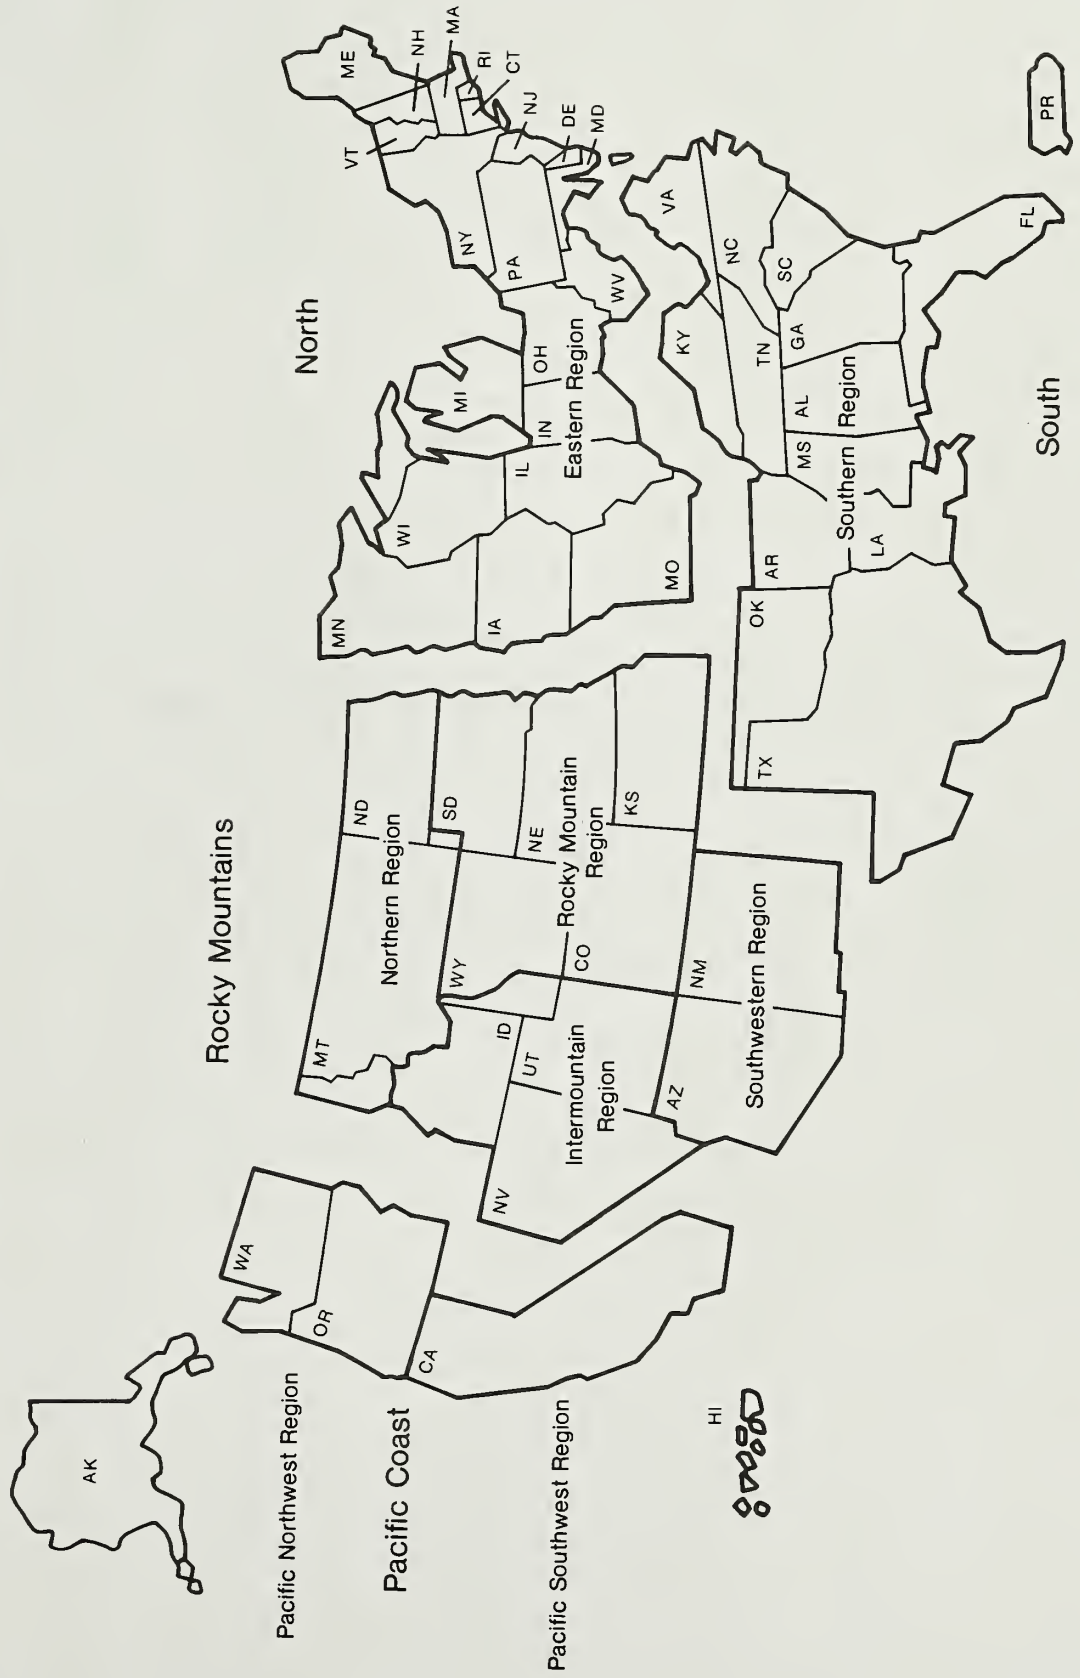 AK
Pacific Northwest Region
WA
OR
Pacific Coast
CA
Pacific Southwest Region
HI
Rocky Mountains
MT
ND
Northern Region
SD
WY
ID
NE
Rocky Mountain
Region
UT
CO
KS
NV
Intermountain
Region
AZ
NM
Southwestern Region
North
MN
WI
MI
IA
IL
IN
OH
Eastern Region
MO
ME
VT
NH
MA
RI
CT
NY
NJ
PA
DE
MD
WV
VA
KY
NC
TN
SC
OK
AR
MS
AL
GA
Southern
Region
TX
LA
FL
South
PR